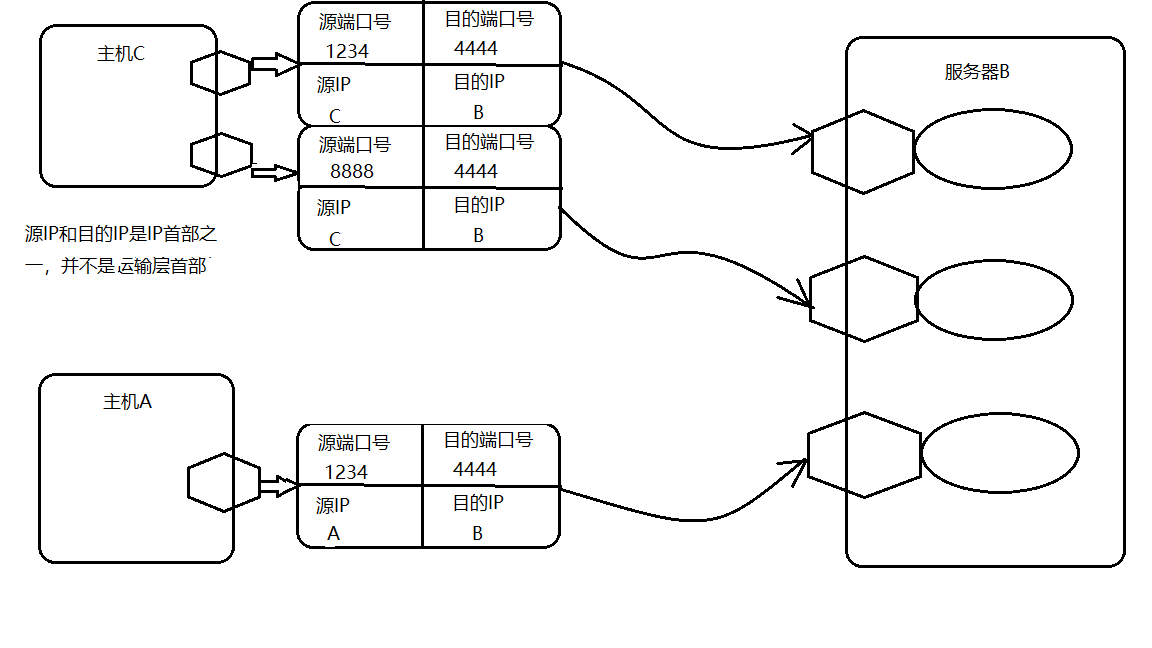 主机C
源端口号
目的端口号
1234
4444
源IP
目的IP
C
B
源端口号
目的端口号
8888
4444
源IP
目的IP
C
B
服务器B
源IP和目的IP是IP首部之
一，并不是运输层首部
主机A
源端口号
目的端口号
1234
4444
源IP
目的IP
A
B